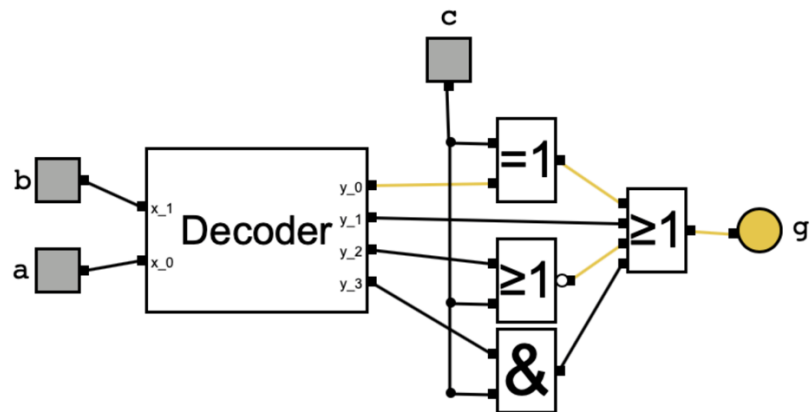 c
=1
b
x_1
y_0
y_1
Decoder
≥1
g
a
x_0
y_2
≥1
y_3
&